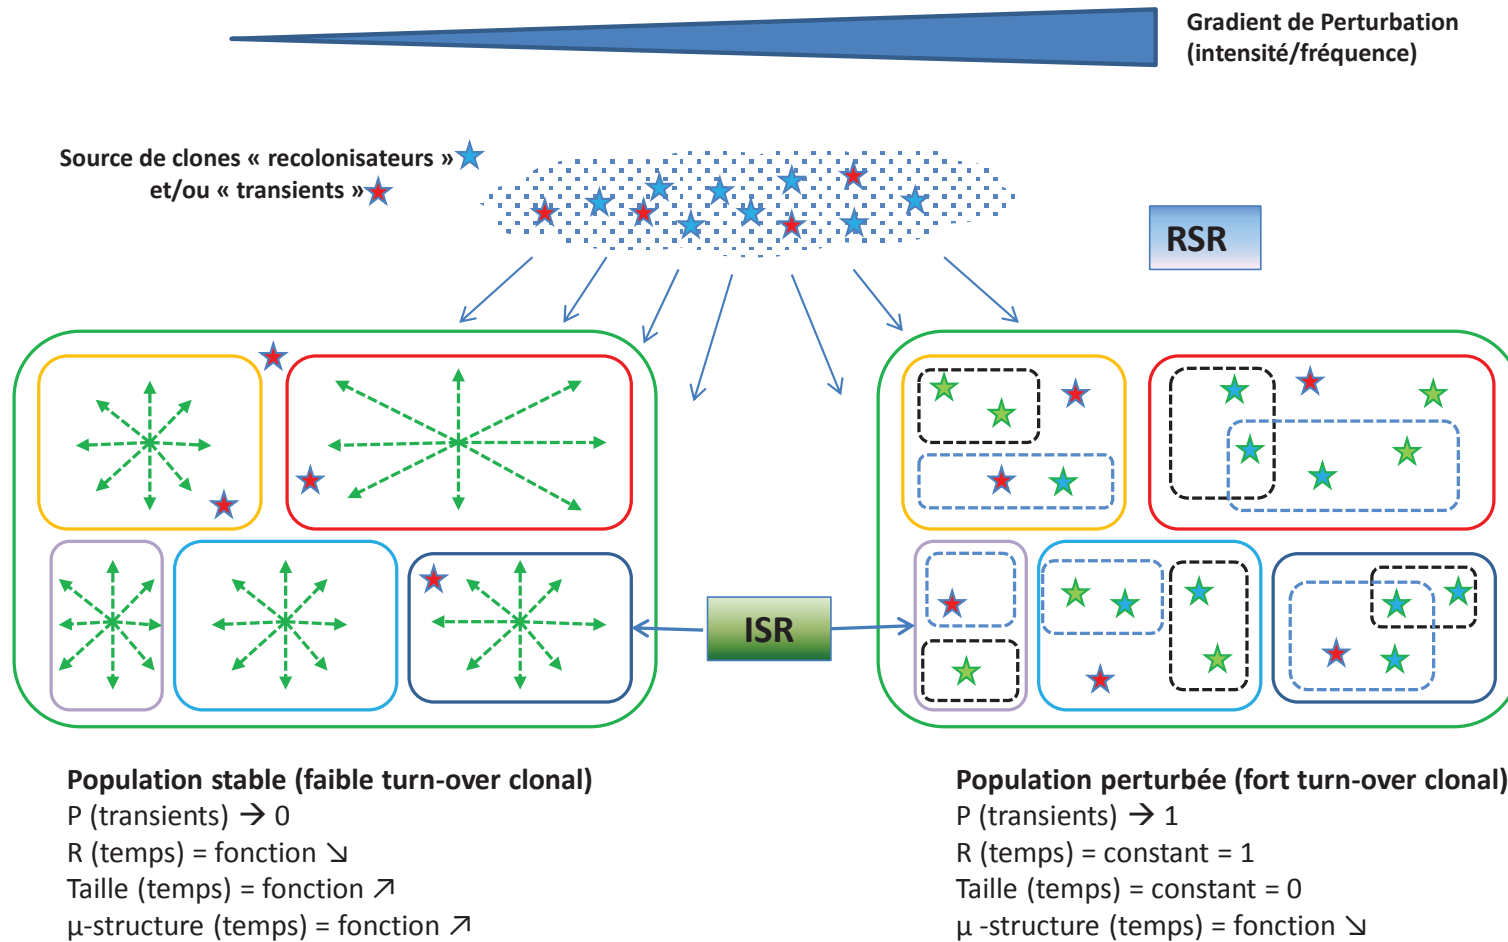 Gradient de Perturbation
(intensité/fréquence)
Source de clones « recolonisateurs »
et/ou « transients »
RSR
ISR
Population stable (faible turn-over clonal)
P (transients) → 0
R (temps) = fonction ↘
Taille (temps) = fonction ↗
µ-structure (temps) = fonction ↗
Population perturbée (fort turn-over clonal)
P (transients) → 1
R (temps) = constant = 1
Taille (temps) = constant = 0
µ -structure (temps) = fonction ↘